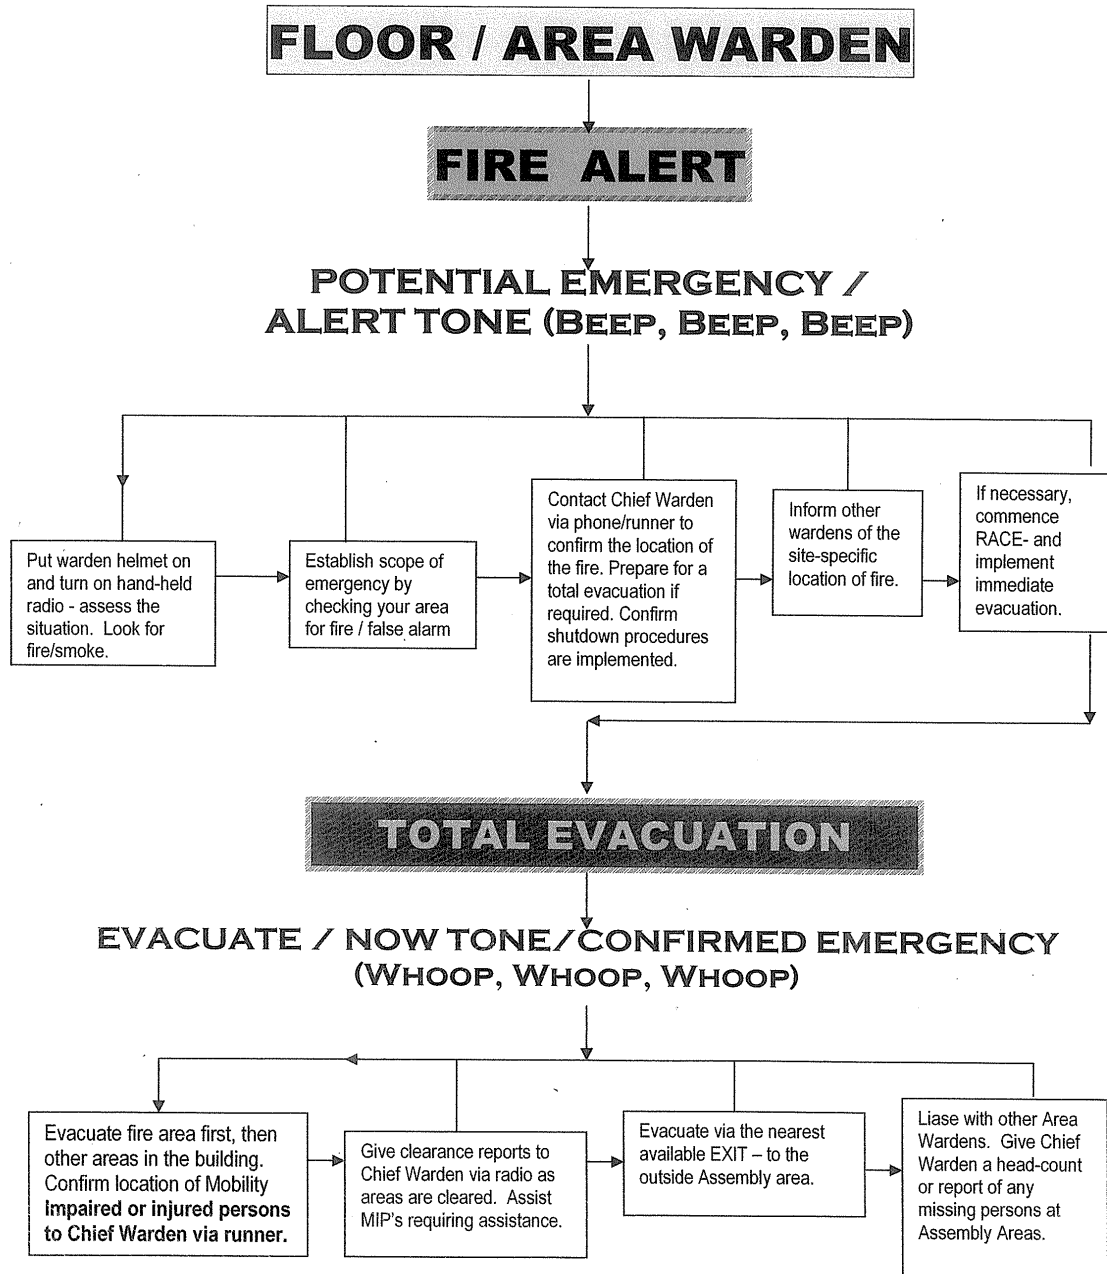 FLOOR / AREA WARDEN
FIRE ALERT
POTENTIAL EMERGENCY /
ALERT TONE (BEEP, BEEP, BEEP)
Put warden helmet on
and turn on hand-held
radio - assess the
situation. Look for
fire/smoke.
Establish scope of
emergency by
checking your area
for fire / false alarm
Contact Chief Warden
via phone/runner to
confirm the location of
the fire. Prepare for a
total evacuation if
required. Confirm
shutdown procedures
are implemented.
Inform other
wardens of the
site-specific
location of fire.
If necessary,
commence
RACE- and
implement
immediate
evacuation.
TOTAL EVACUATION
EVACUATE / NOW TONE/CONFIRMED EMERGENCY
(WHOOP, WHOOP, WHOOP)
Evacuate fire area first, then
other areas in the building.
Confirm location of Mobility
Impaired or injured persons
to Chief Warden via runner.
Give clearance reports to
Chief Warden via radio as
areas are cleared. Assist
MIP's requiring assistance.
Evacuate via the nearest
available EXIT – to the
outside Assembly area.
Liase with other Area
Wardens. Give Chief
Warden a head-count
or report of any
missing persons at
Assembly Areas.